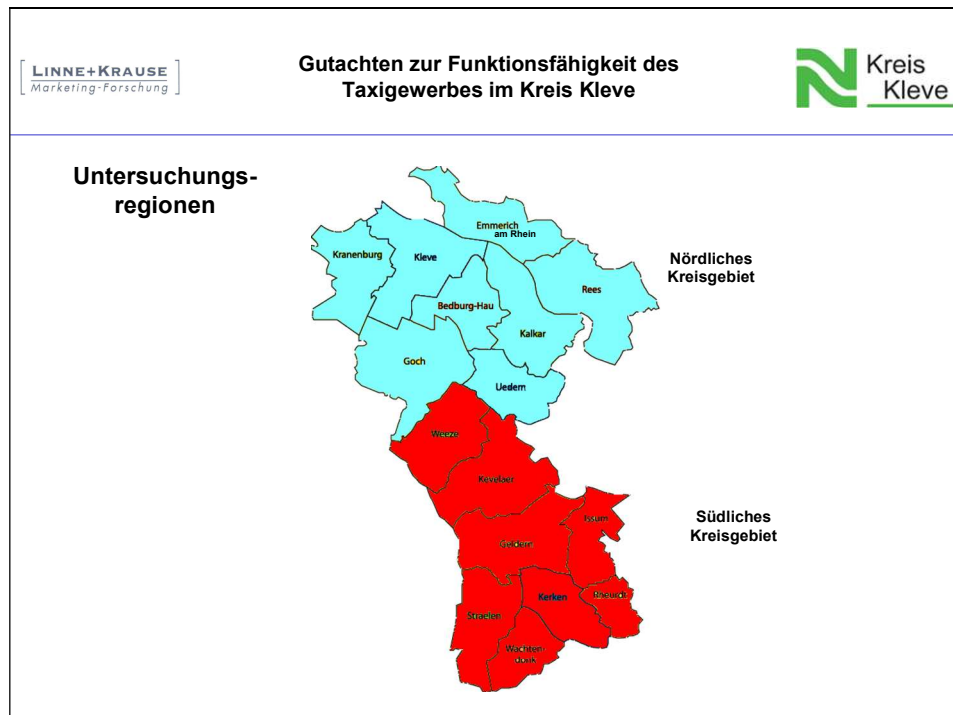 LINNE+KRAUSE
Marketing-Forschung
Gutachten zur Funktionsfähigkeit des
Taxigewerbes im Kreis Kleve
Kreis
Kleve
Untersuchungs-
regionen
Emmerich
am Rhein
Kranenburg
Kleve
Nördliches
Kreisgebiet
Rees
Bedburg-Hau
Kalkar
Goch
Uedem
Weeze
Kevelaer
Südliches
Kreisgebiet
Issum
Geldern
Kerken
Rheurdt
Straelen
Wachten-
donk